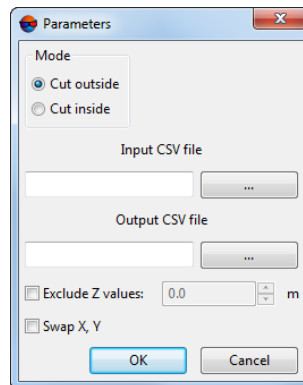 Parameters
Mode
Cut outside
Cut inside
Input CSV file
...
Output CSV file
...
Exclude Z values: 0.0 m
Swap X, Y
OK Cancel